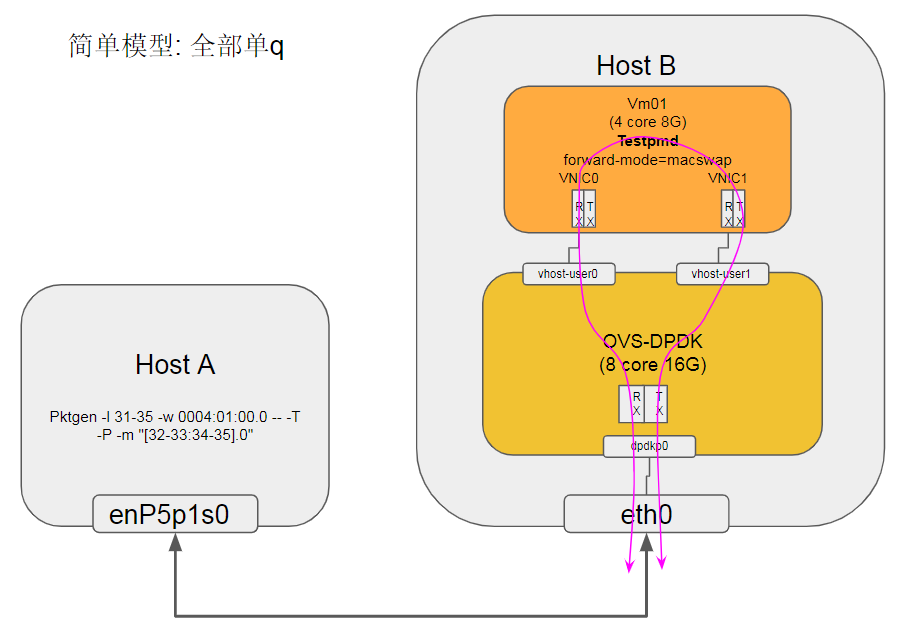 简单模型: 全部单q
Host B
Vm01
(4 core 8G)
Testpmd
forward-mode=macswap
VNIC0
VNIC1
R T
X X
R T
X X
vhost-user0
vhost-user1
OVS-DPDK
(8 core 16G)
R T
X X
dpdkp0
eth0
Host A
Pktgen -l 31-35 -w 0004:01:00.0 -- -T
-P -m "[32-33:34-35].0"
enP5p1s0